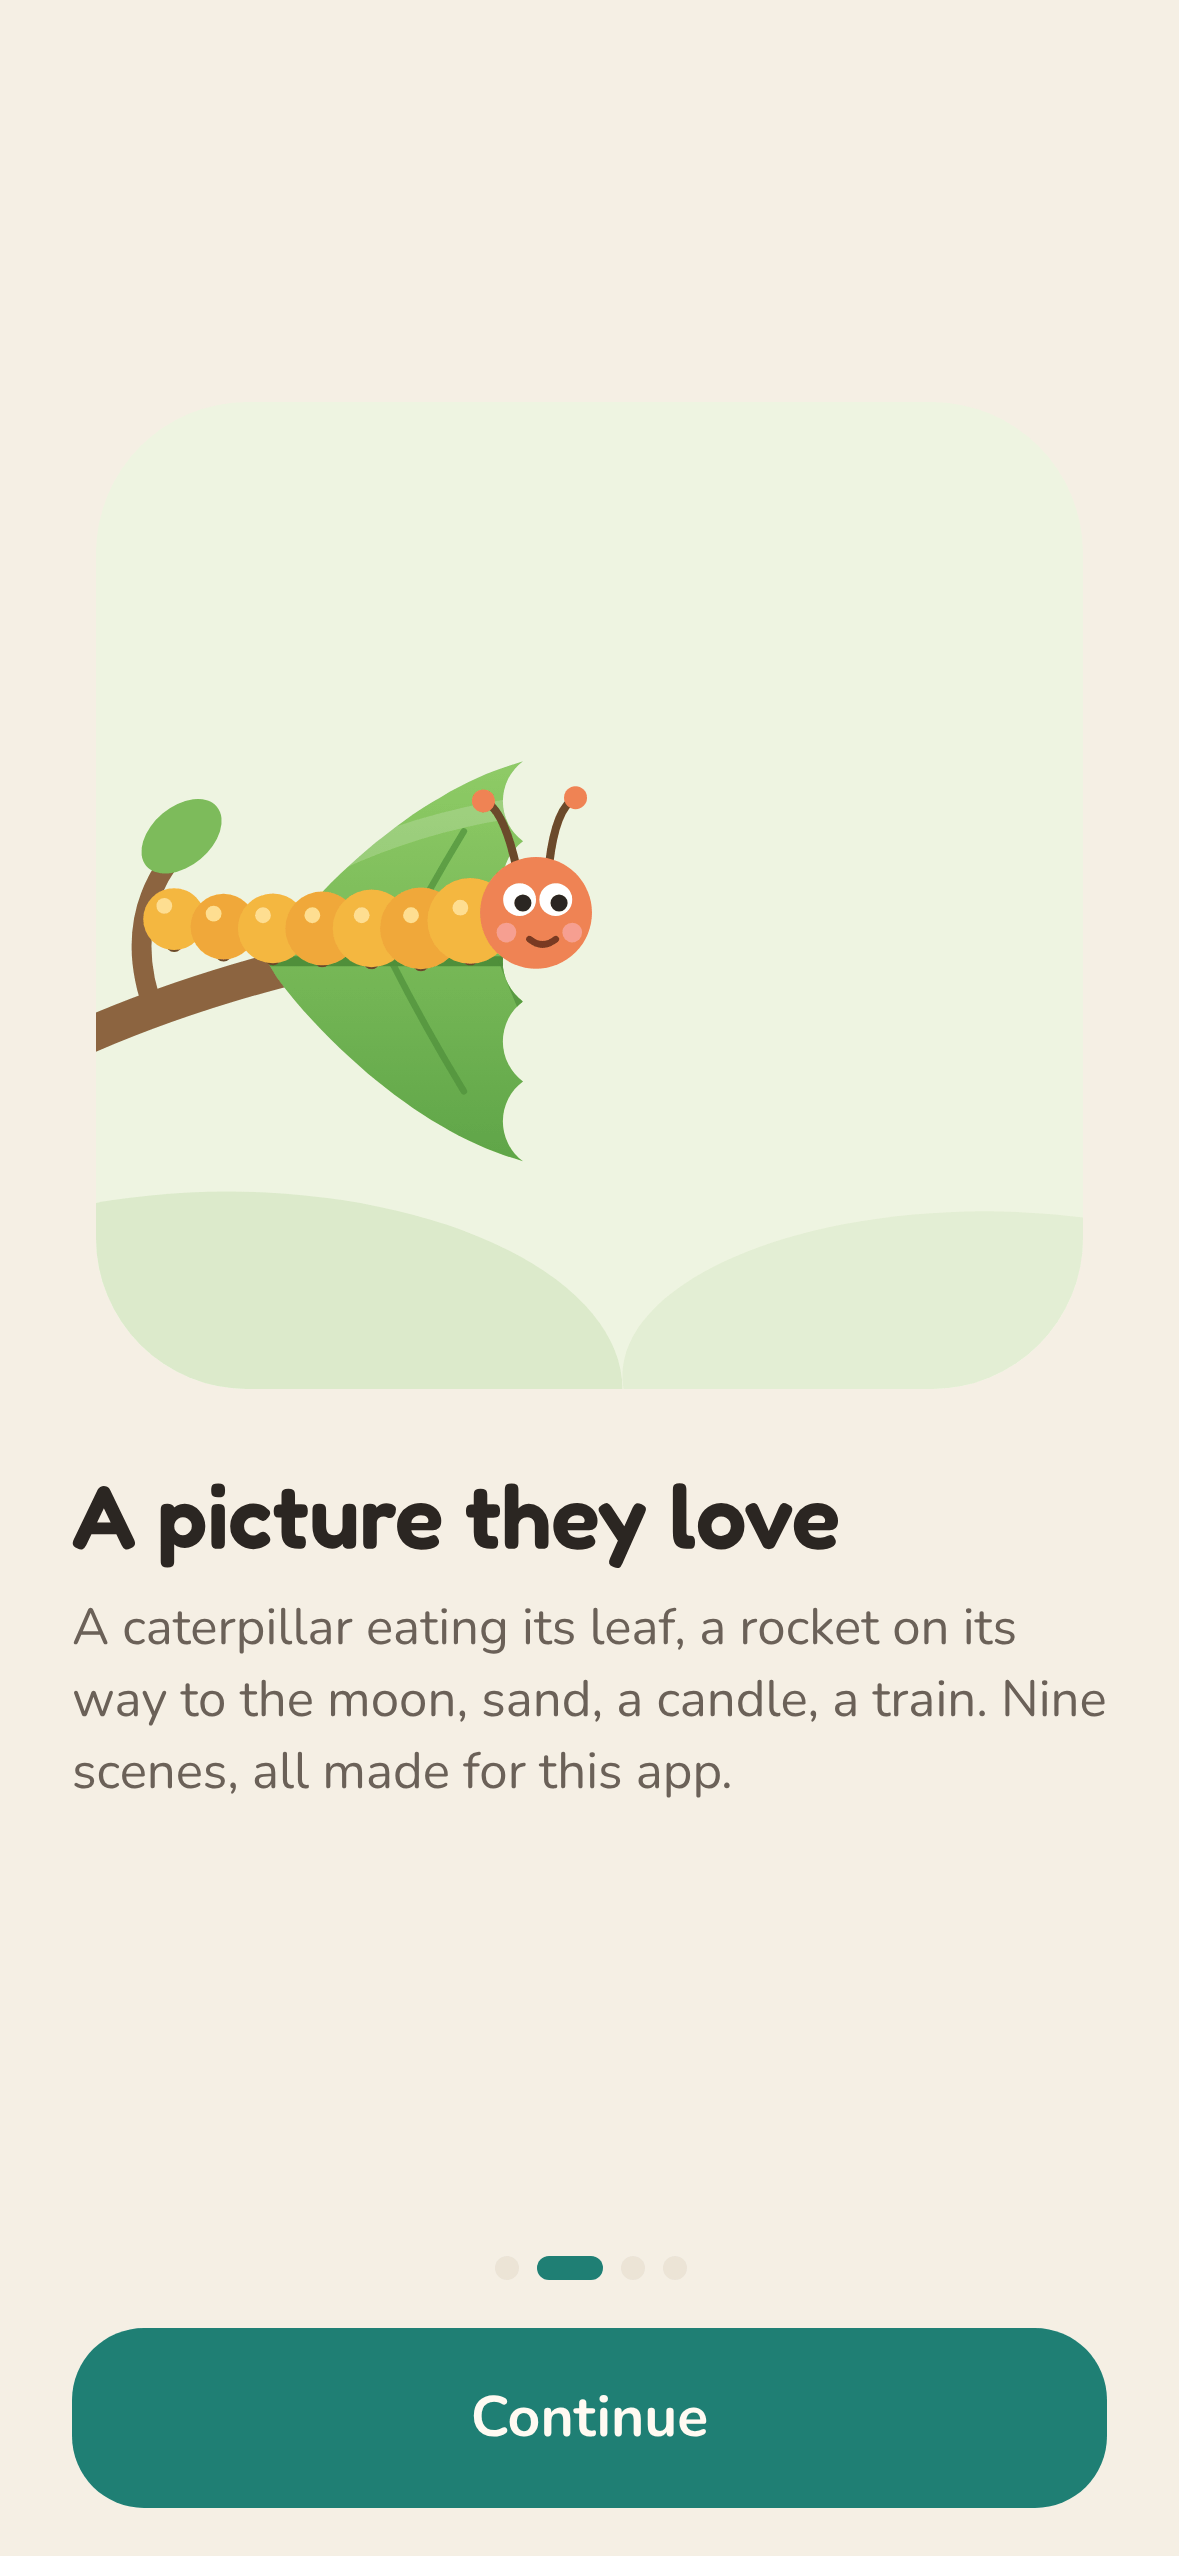 A picture they love
A caterpillar eating its leaf, a rocket on its
way to the moon, sand, a candle, a train. Nine
scenes, all made for this app.
Continue